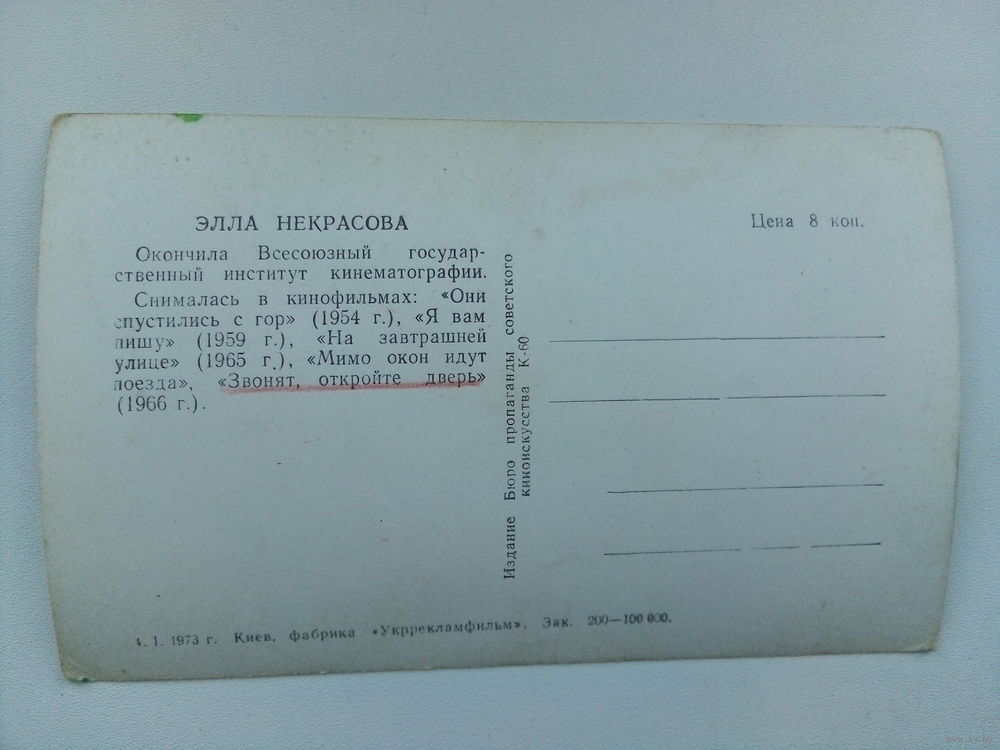 ЭЛЛА НЕКРАСОВА
Окончила Всесоюзный государ-
ственный институт кинематографии.
Снималась в кинофильмах: «Они
спустились с гор» (1954 г.), «Я вам
пишу» (1959 г.), «На завтрашней
улице» (1965 г.), «Мимо окон идут
поезда», «Звонят, откройте дверь»
(1966 г.).
Издание Бюро пропаганды советского
киноискусства К-60
Цена 8 коп.
4. I. 1973 г. Киев, фабрика «Укррекламфильм». Зак. 200—100 000.